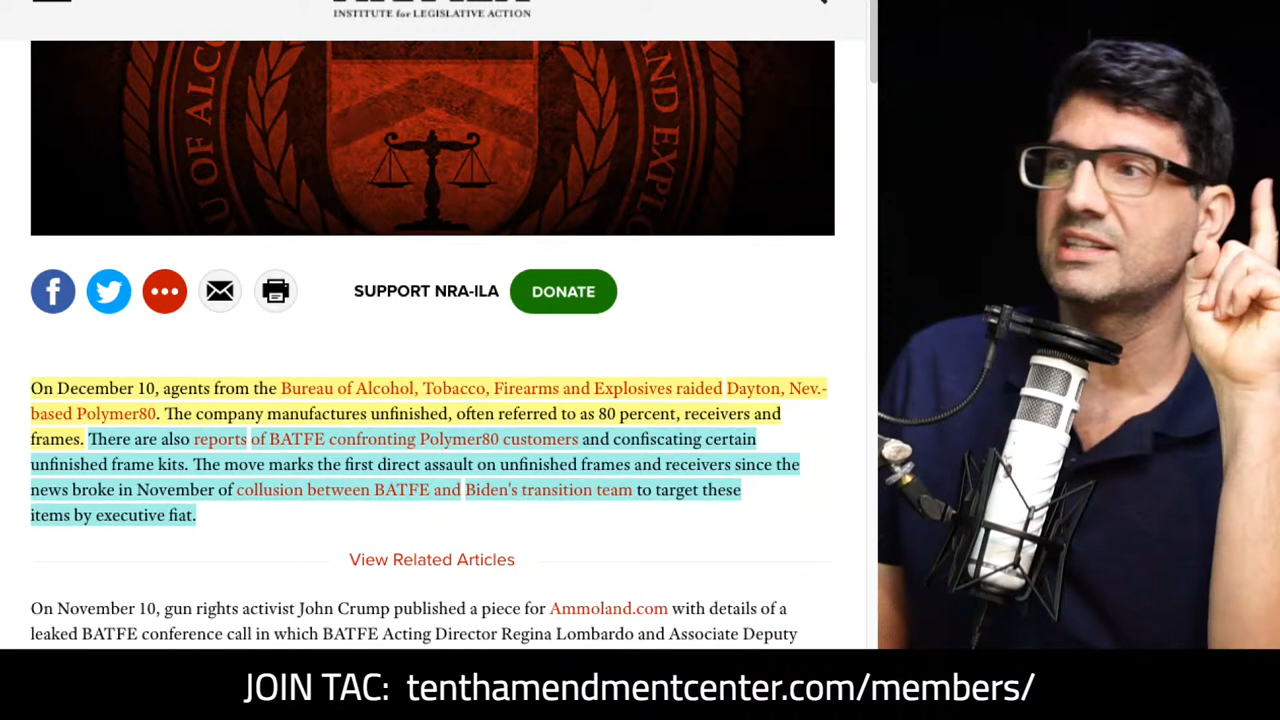 INSTITUTE for LEGISLATIVE ACTION
U OF ALCO
AND EXPLO
SUPPORT NRA-ILA
DONATE
On December 10, agents from the Bureau of Alcohol, Tobacco, Firearms and Explosives raided Dayton, Nev.-
based Polymer80. The company manufactures unfinished, often referred to as 80 percent, receivers and
frames. There are also reports of BATFE confronting Polymer80 customers and confiscating certain
unfinished frame kits. The move marks the first direct assault on unfinished frames and receivers since the
news broke in November of collusion between BATFE and Biden's transition team to target these
items by executive fiat.
View Related Articles
On November 10, gun rights activist John Crump published a piece for Ammoland.com with details of a
leaked BATFE conference call in which BATFE Acting Director Regina Lombardo and Associate Deputy
JOIN TAC: tenthamendmentcenter.com/members/